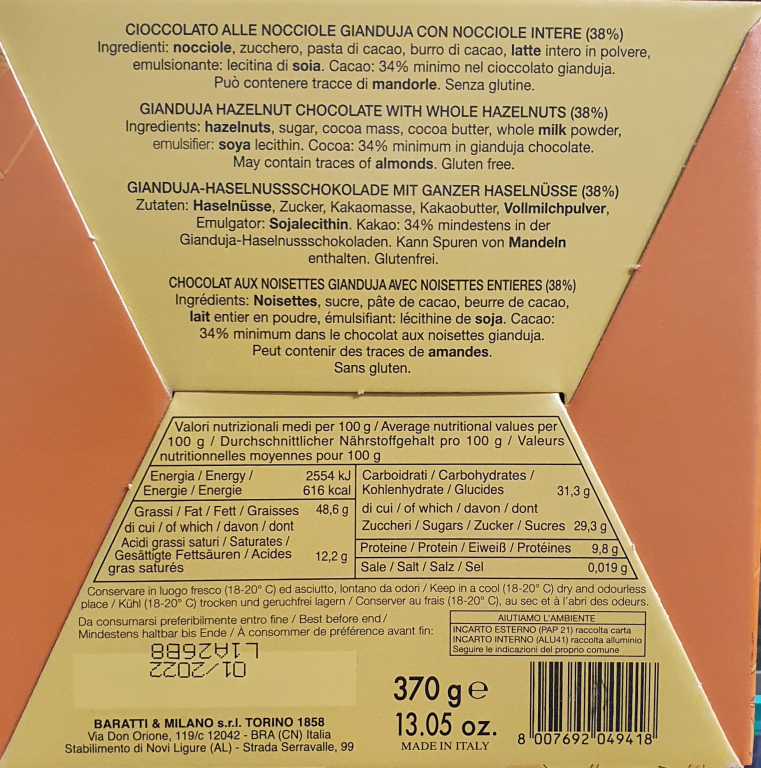 CIOCCOLATO ALLE NOCCIOLE GIANDUJA CON NOCCIOLE INTERE (38%)
Ingredienti: nocciole, zucchero, pasta di cacao, burro di cacao, latte intero in polvere,
emulsionante: lecitina di soia. Cacao: 34% minimo nel cioccolato gianduja.
Può contenere tracce di mandorle. Senza glutine.
GIANDUJA HAZELNUT CHOCOLATE WITH WHOLE HAZELNUTS (38%)
Ingredients: hazelnuts, sugar, cocoa mass, cocoa butter, whole milk powder,
emulsifier: soya lecithin. Cocoa: 34% minimum in gianduja chocolate.
May contain traces of almonds. Gluten free.
GIANDUJA-HASELNUSSSCHOKOLADE MIT GANZER HASELNÜSSE (38%)
Zutaten: Haselnüsse, Zucker, Kakaomasse, Kakaobutter, Vollmilchpulver,
Emulgator: Sojalecithin. Kakao: 34% mindestens in der
Gianduja-Haselnussschokoladen. Kann Spuren von Mandeln
enthalten. Glutenfrei.
CHOCOLAT AUX NOISETTES GIANDUJA AVEC NOISETTES ENTIERES (38%)
Ingrédients: Noisettes, sucre, pâte de cacao, beurre de cacao,
lait entier en poudre, émulsifiant: lécithine de soja. Cacao:
34% minimum dans le chocolat aux noisettes gianduja.
Peut contenir des traces de amandes.
Sans gluten.
Valori nutrizionali medi per 100 g / Average nutritional values per
100 g / Durchschnittlicher Nährstoffgehalt pro 100 g / Valeurs
nutritionnelles moyennes pour 100 g
Energia / Energy / 2554 kJ
Energie / Energie 616 kcal
Grassi / Fat / Fett / Graisses 48,6 g
di cui / of which / davon / dont
Acidi grassi saturi / Saturates /
Gesättigte Fettsäuren / Acides 12,2 g
gras saturés
Carboidrati / Carbohydrates /
Kohlenhydrate / Glucides 31,3 g
di cui / of which / davon / dont
Zuccheri / Sugars / Zucker / Sucres 29,3 g
Proteine / Protein / Eiweiß / Protéines 9,8 g
Sale / Salt / Salz / Sel 0,019 g
Conservare in luogo fresco (18-20° C) ed asciutto, lontano da odori / Keep in a cool (18-20° C) dry and odourless
place / Kühl (18-20° C) trocken und geruchfrei lagern / Conserver au frais (18-20° C), au sec et à l'abri des odeurs.
Da consumarsi preferibilmente entro fine / Best before end /
Mindestens haltbar bis Ende / À consommer de préférence avant fin:
L1A26B8
01/2022
AIUTIAMO L'AMBIENTE
INCARTO ESTERNO (PAP 21) raccolta carta
INCARTO INTERNO (ALU41) raccolta alluminio
Seguire le indicazioni del proprio comune
370 g e
13.05 oz.
MADE IN ITALY
BARATTI & MILANO s.r.l. TORINO 1858
Via Don Orione, 119/c 12042 - BRA (CN) Italia
Stabilimento di Novi Ligure (AL) - Strada Serravalle, 99
8 007692 049418